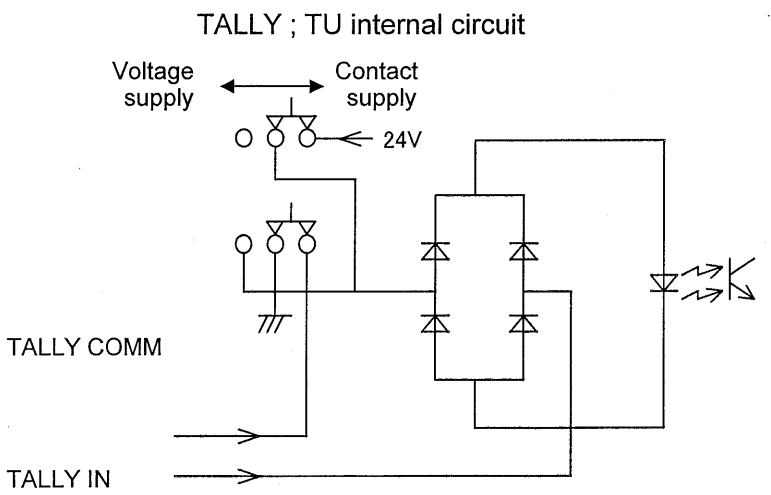 TALLY ; TU internal circuit
Voltage supply
Contact supply
24V
TALLY COMM
TALLY IN